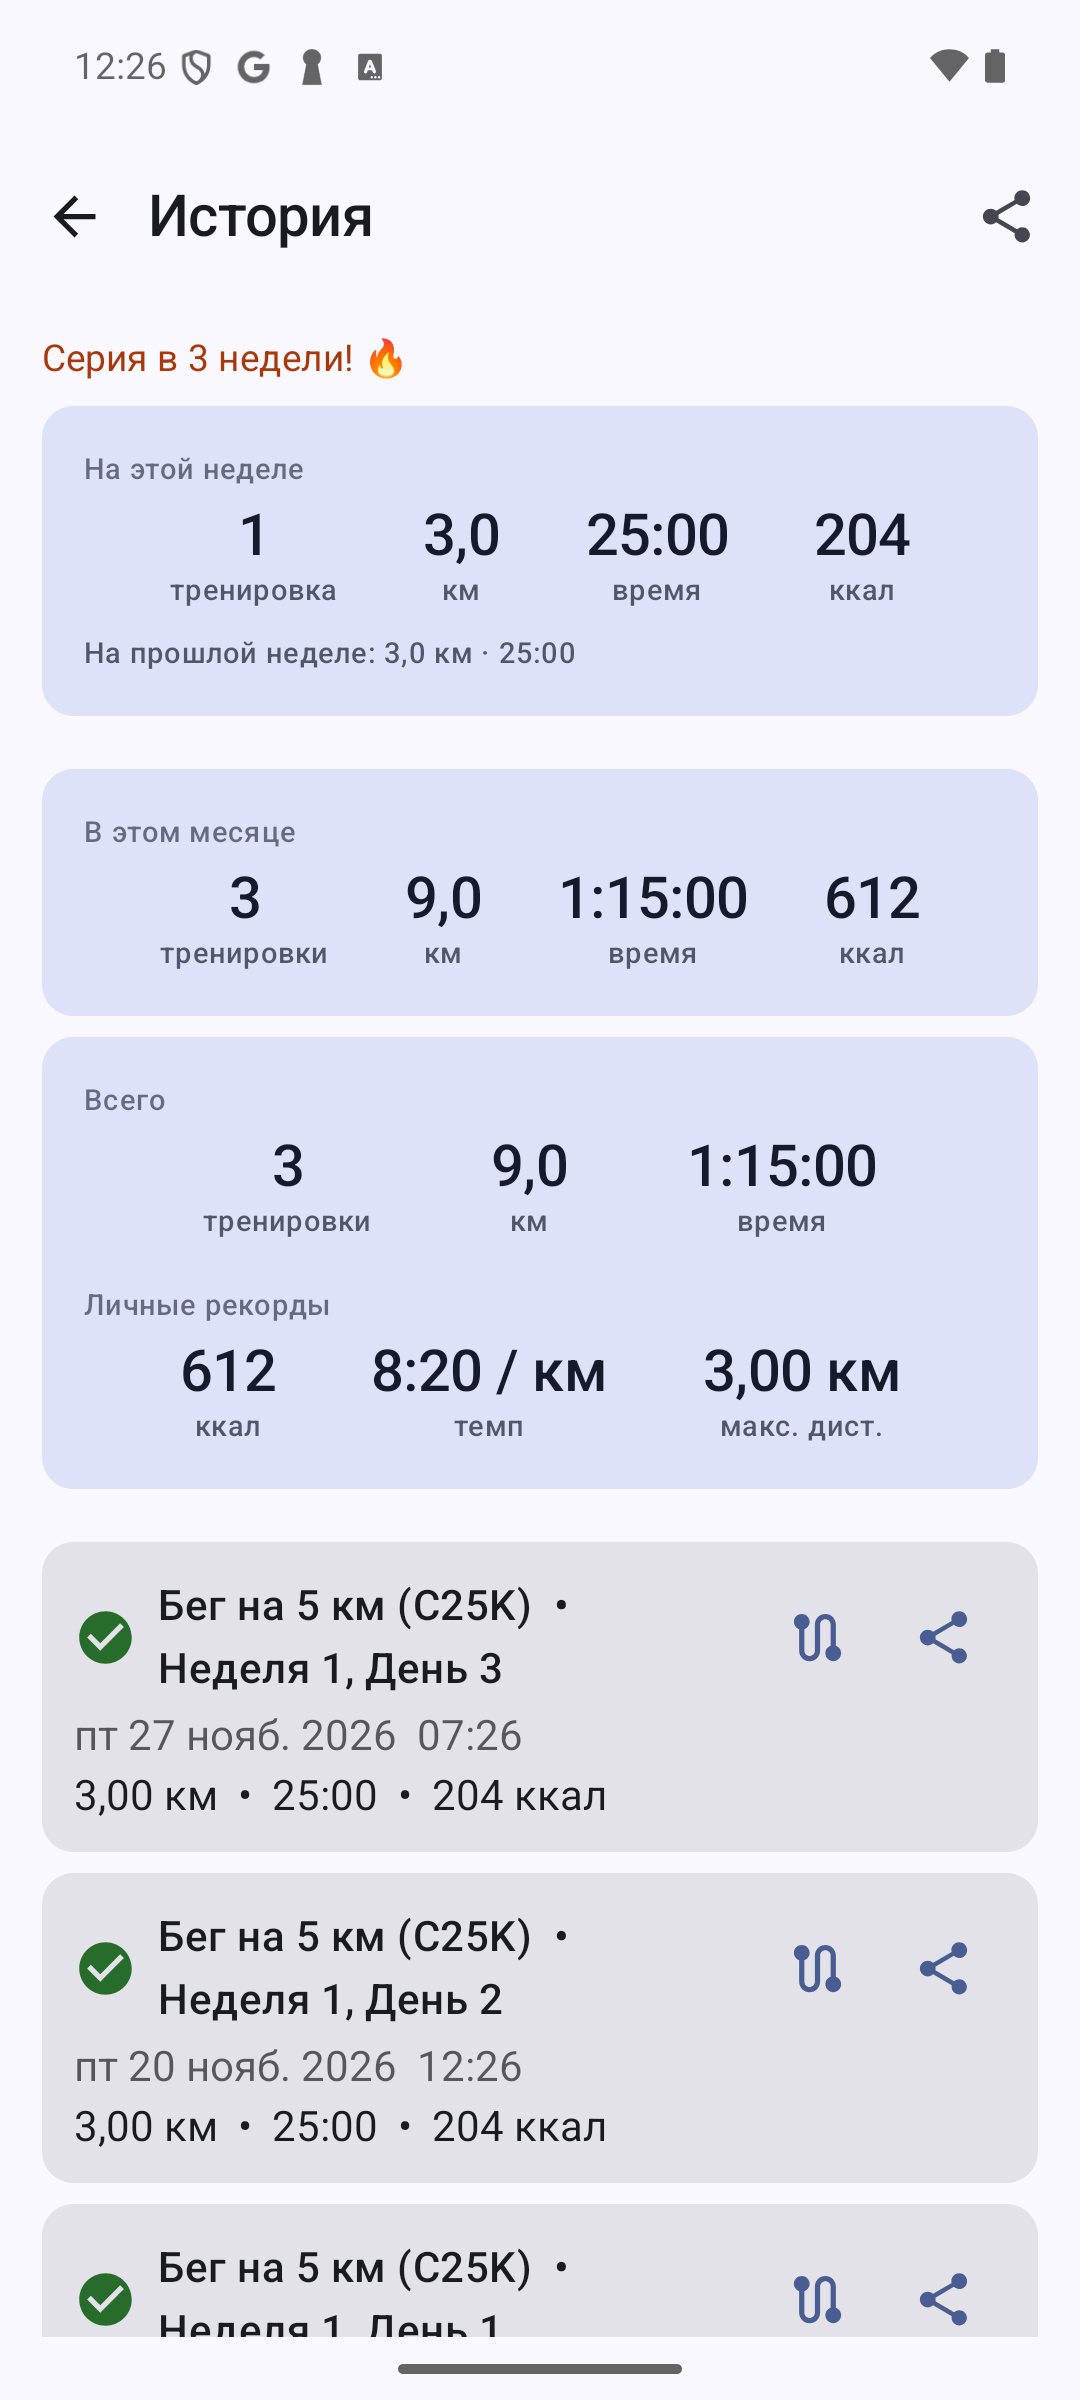 12:26
История
Серия в 3 недели! 🔥
На этой неделе
1 3,0 25:00 204
тренировка км время ккал
На прошлой неделе: 3,0 км · 25:00
В этом месяце
3 9,0 1:15:00 612
тренировки км время ккал
Всего
3 9,0 1:15:00
тренировки км время
Личные рекорды
612 8:20 / км 3,00 км
ккал темп макс. дист.
Бег на 5 км (C25K) •
Неделя 1, День 3
пт 27 нояб. 2026 07:26
3,00 км • 25:00 • 204 ккал
Бег на 5 км (C25K) •
Неделя 1, День 2
пт 20 нояб. 2026 12:26
3,00 км • 25:00 • 204 ккал
Бег на 5 км (C25K) •
Неделя 1, День 1